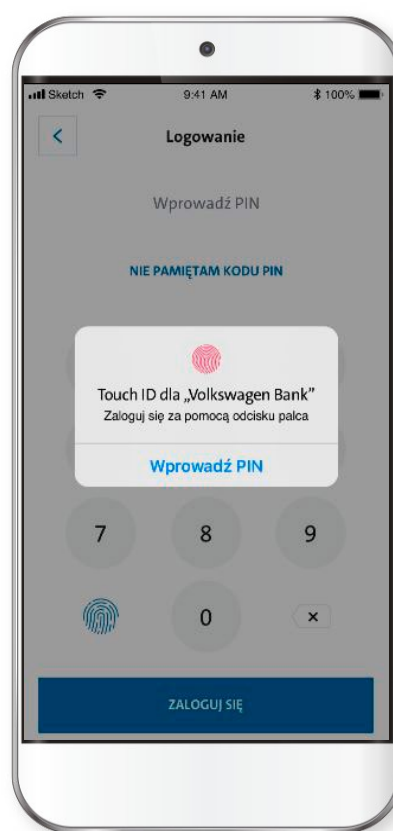 Sketch 9:41 AM 100%
Logowanie
Wprowadź PIN
NIE PAMIĘTAM KODU PIN
Touch ID dla „Volkswagen Bank”
Zaloguj się za pomocą odcisku palca
Wprowadź PIN
7 8 9
0
ZALOGUJ SIĘ